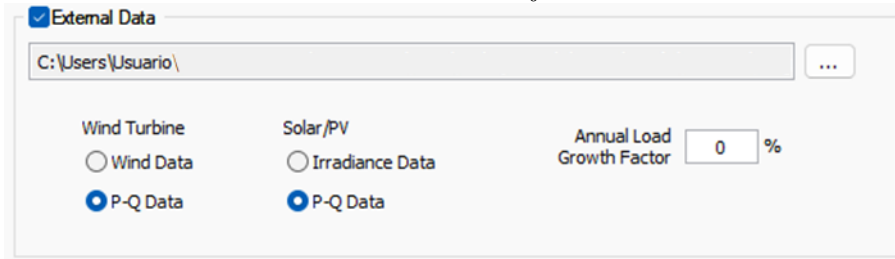 External Data
C:\Users\Usuario\
...
Wind Turbine
Solar/PV
Annual Load
Growth Factor
0
%
Wind Data
Irradiance Data
P-Q Data
P-Q Data